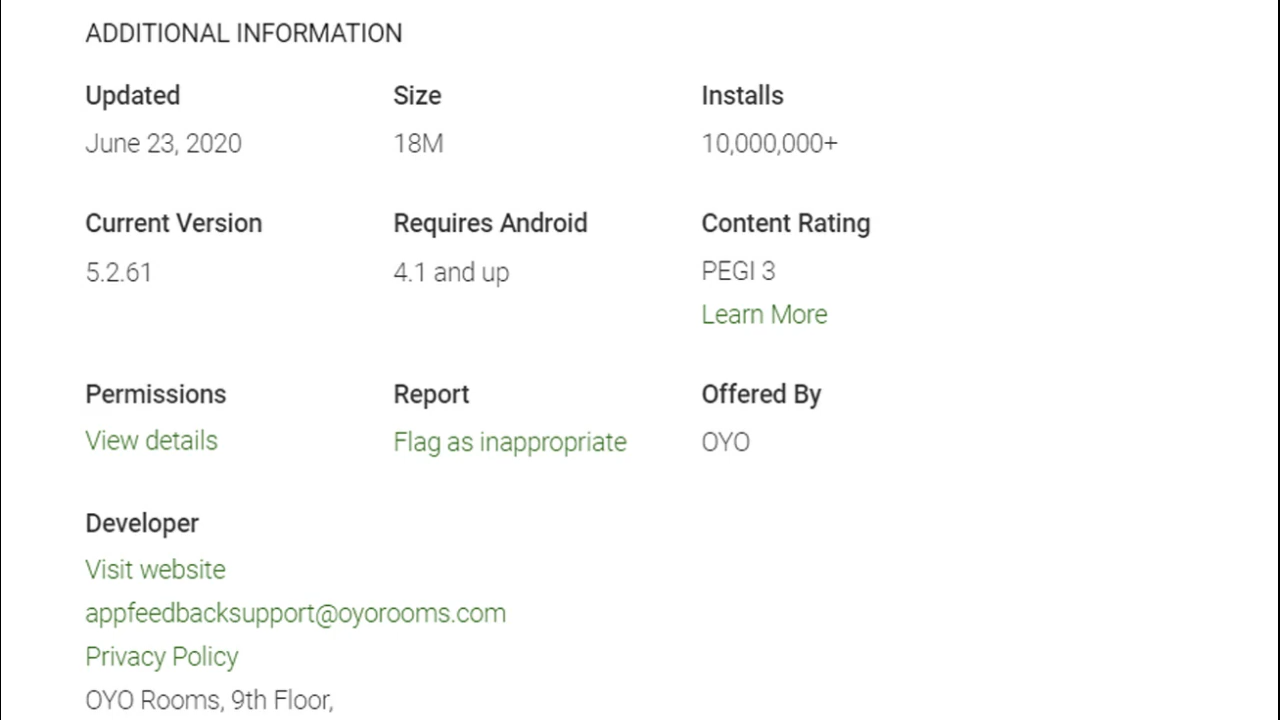 ADDITIONAL INFORMATION
Updated Size Installs
June 23, 2020 18M 10,000,000+
Current Version Requires Android Content Rating
5.2.61 4.1 and up PEGI 3
Learn More
Permissions Report Offered By
View details Flag as inappropriate OYO
Developer
Visit website
appfeedbacksupport@oyorooms.com
Privacy Policy
OYO Rooms, 9th Floor,